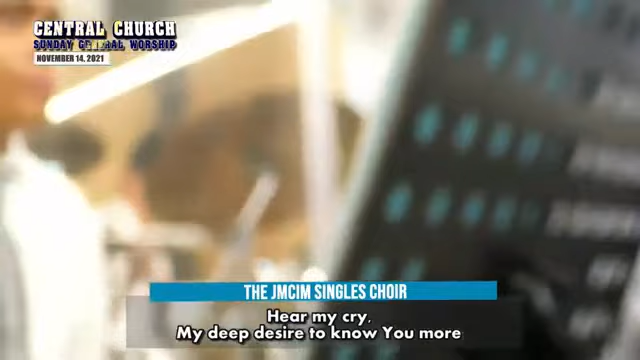 CENTRAL CHURCH
SUNDAY GENERAL WORSHIP
NOVEMBER 14, 2021
THE JMCIM SINGLES CHOIR
Hear my cry,
My deep desire to know You more